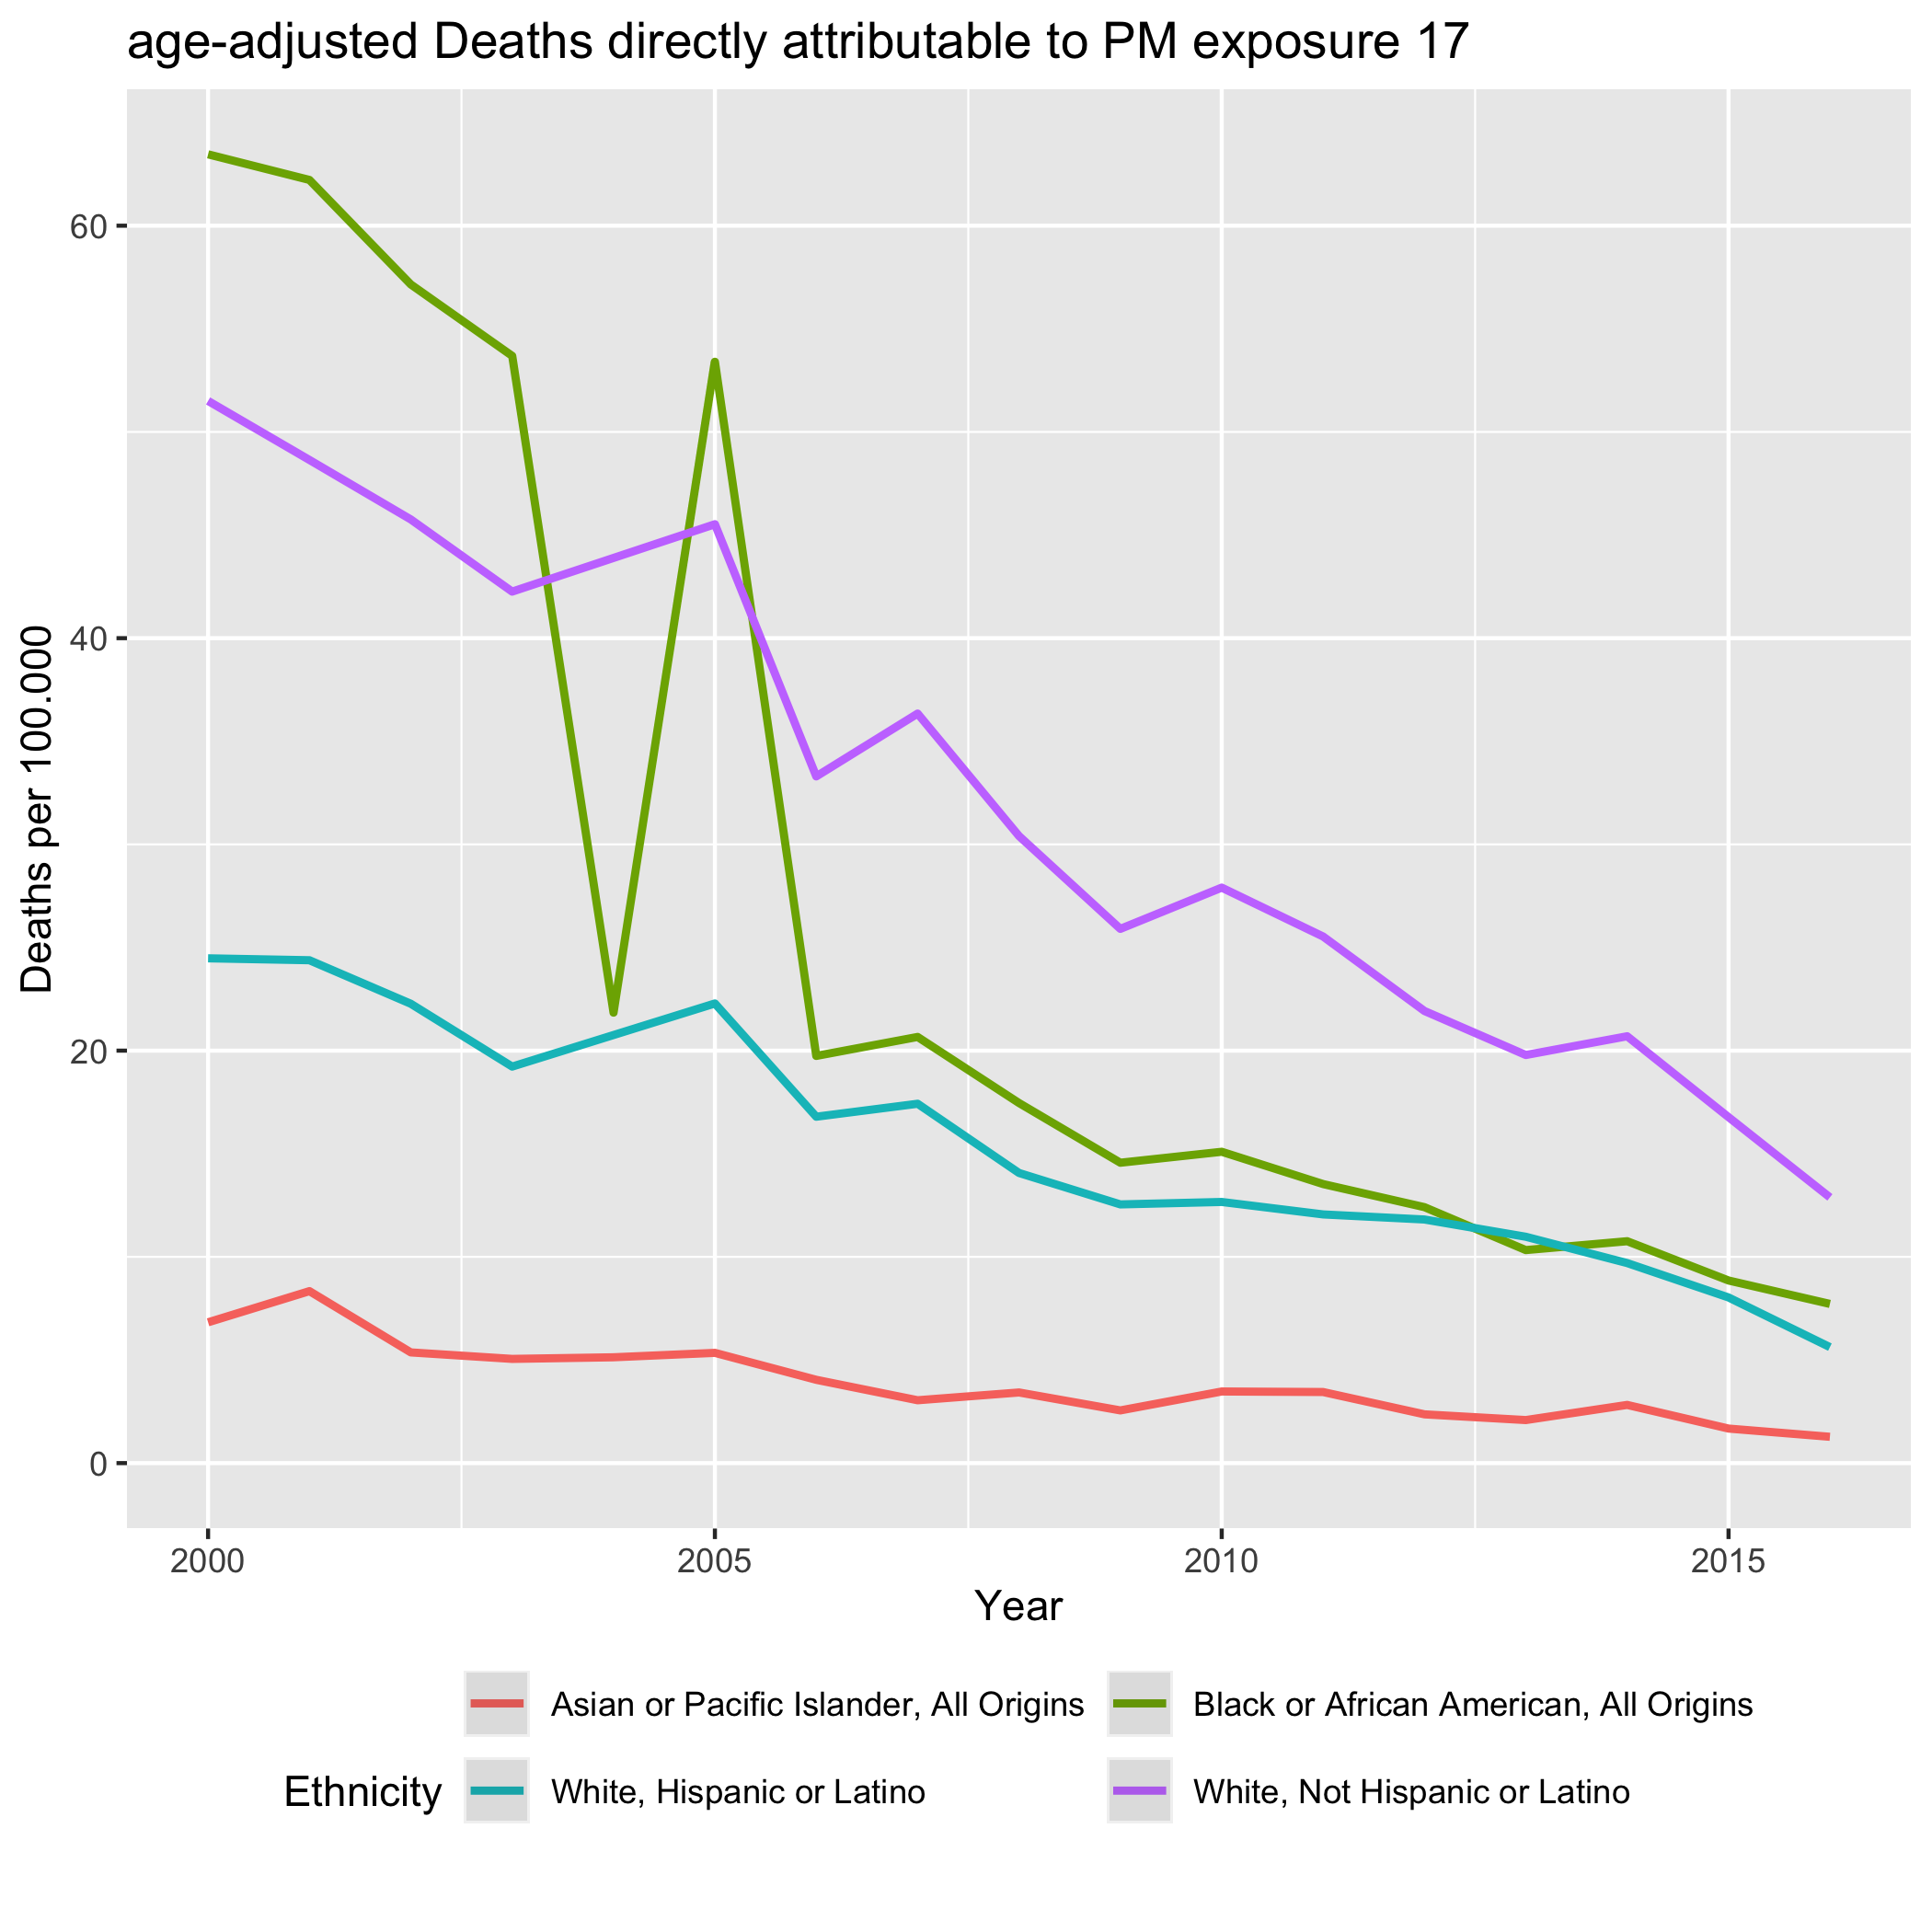 age-adjusted Deaths directly attributable to PM exposure 17
Deaths per 100.000
60
40
20
0
2000 2005 2010 2015
Year
Ethnicity
Asian or Pacific Islander, All Origins
Black or African American, All Origins
White, Hispanic or Latino
White, Not Hispanic or Latino